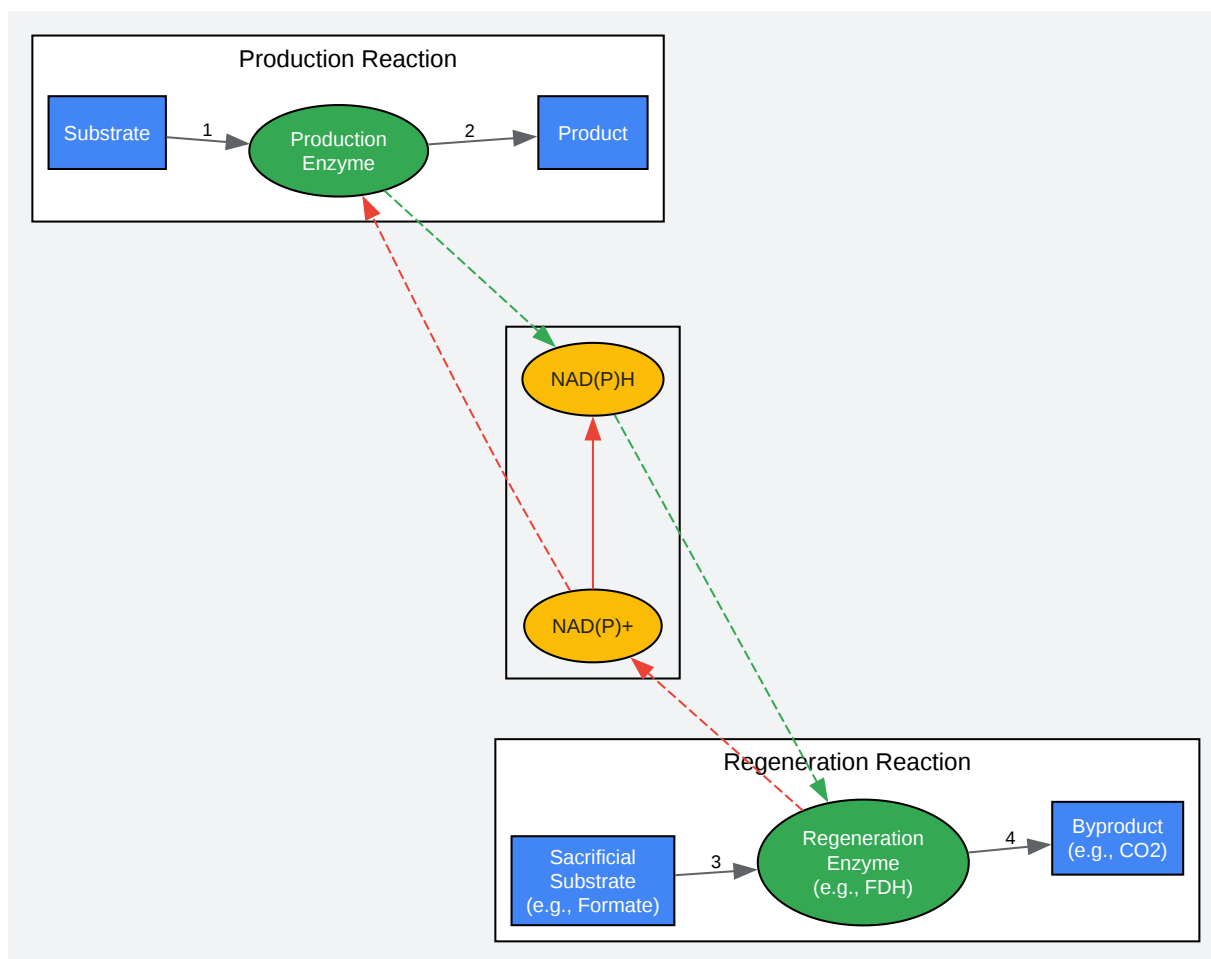 Production Reaction
Substrate
1
Production
Enzyme
2
Product
NAD(P)H
NAD(P)+
Regeneration Reaction
Sacrificial
Substrate
(e.g., Formate)
3
Regeneration
Enzyme
(e.g., FDH)
4
Byproduct
(e.g., CO2)